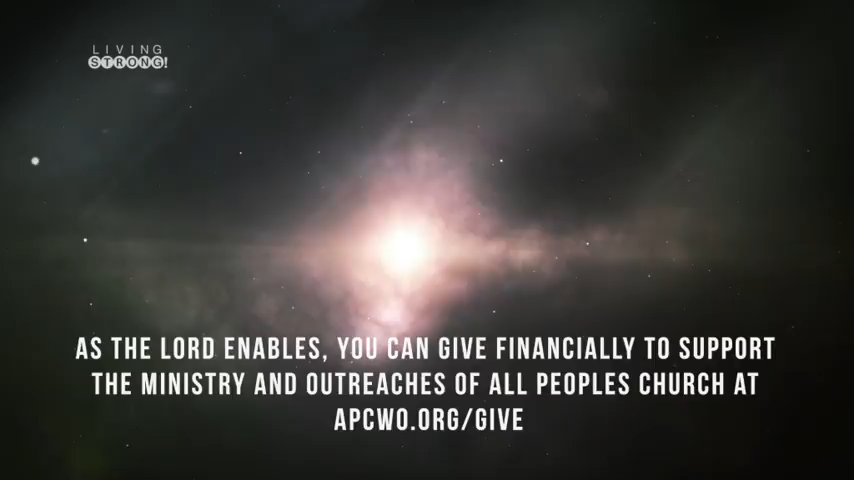 LIVING
STRONG!
AS THE LORD ENABLES, YOU CAN GIVE FINANCIALLY TO SUPPORT
THE MINISTRY AND OUTREACHES OF ALL PEOPLES CHURCH AT
APCWO.ORG/GIVE